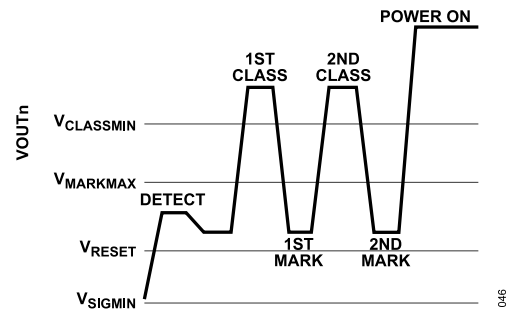 POWER ON
1ST
CLASS
2ND
CLASS
VOUTn
VCLASSMIN
VMARKMAX
DETECT
VRESET
1ST
MARK
2ND
MARK
VSIGMIN
046